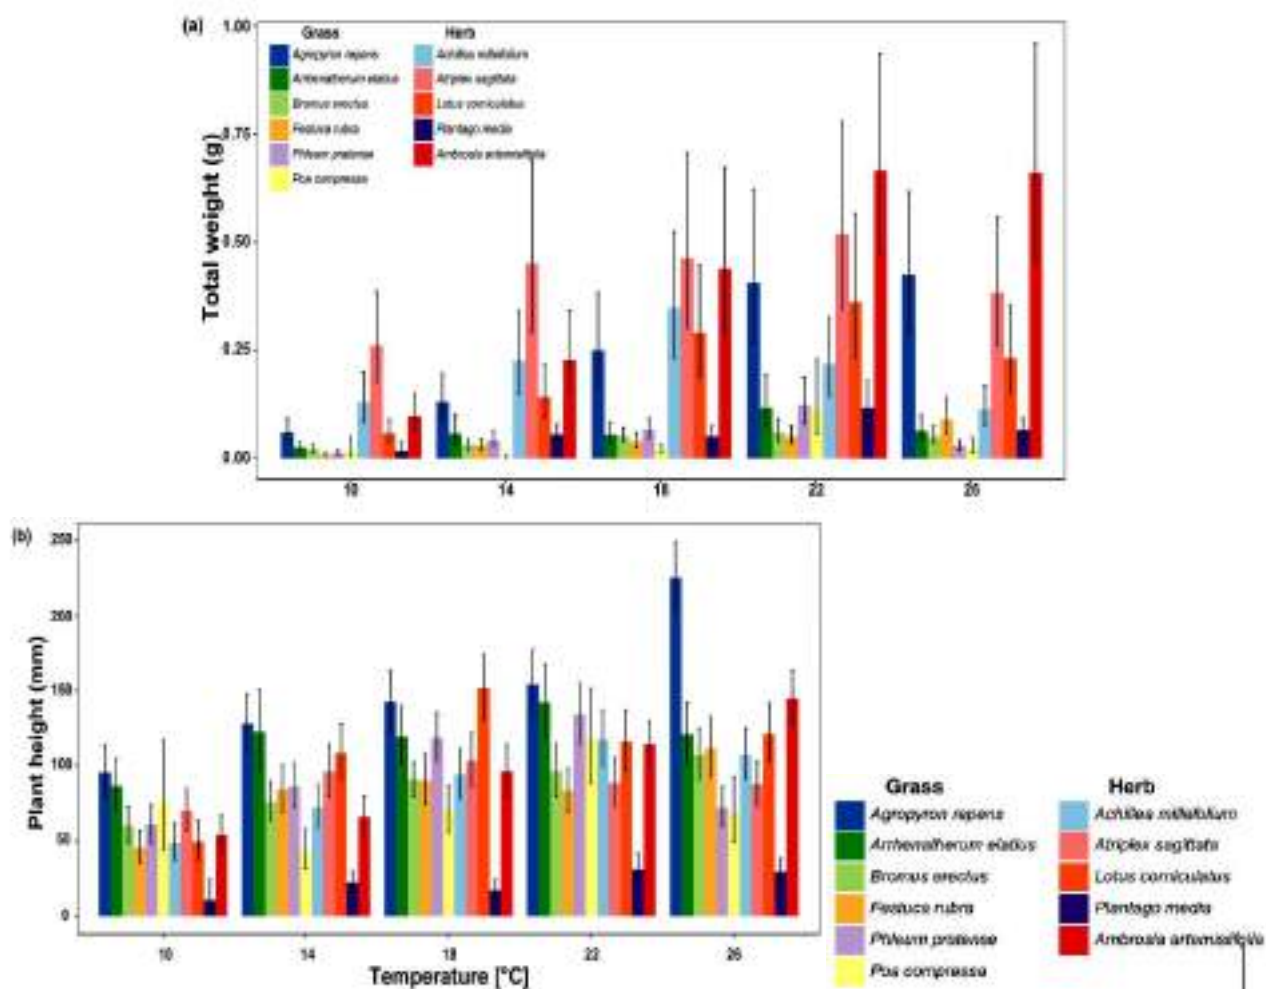 (a)
1.00
0.75
0.50
0.25
0.00
Total weight (g)
Grass
Agropyron repens
Arrhenatherum elatius
Bromus erectus
Festuca rubra
Phleum pratense
Poa compressa
Herb
Achillea millefolium
Atriplex sagittata
Lotus corniculatus
Plantago media
Ambrosia artemissifolia
10 14 18 22 26
(b)
250
200
150
100
50
0
Plant height (mm)
10 14 18 22 26
Temperature [°C]
Grass
Agropyron repens
Arrhenatherum elatius
Bromus erectus
Festuca rubra
Phleum pratense
Poa compressa
Herb
Achillea millefolium
Atriplex sagittata
Lotus corniculatus
Plantago media
Ambrosia artemissifolia